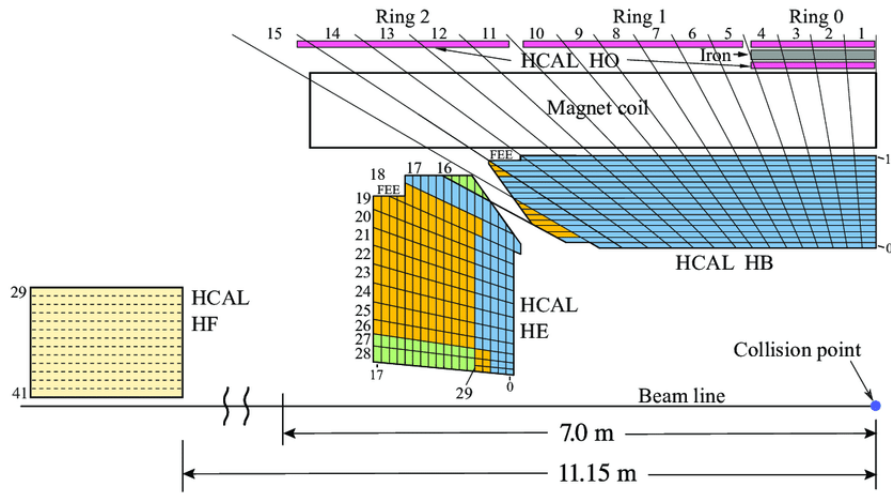 Ring 2 Ring 1 Ring 0
15 14 13 12 11 10 9 8 7 6 5 4 3 2 1
HCAL HO Iron
Magnet coil
FEE
18 17 16
FEE
19
20
21
22
23
24
25
26
27
28
17 29 0
HCAL
HE
HCAL HB
0
29
HCAL
HF
41
Collision point
Beam line
7.0 m
11.15 m